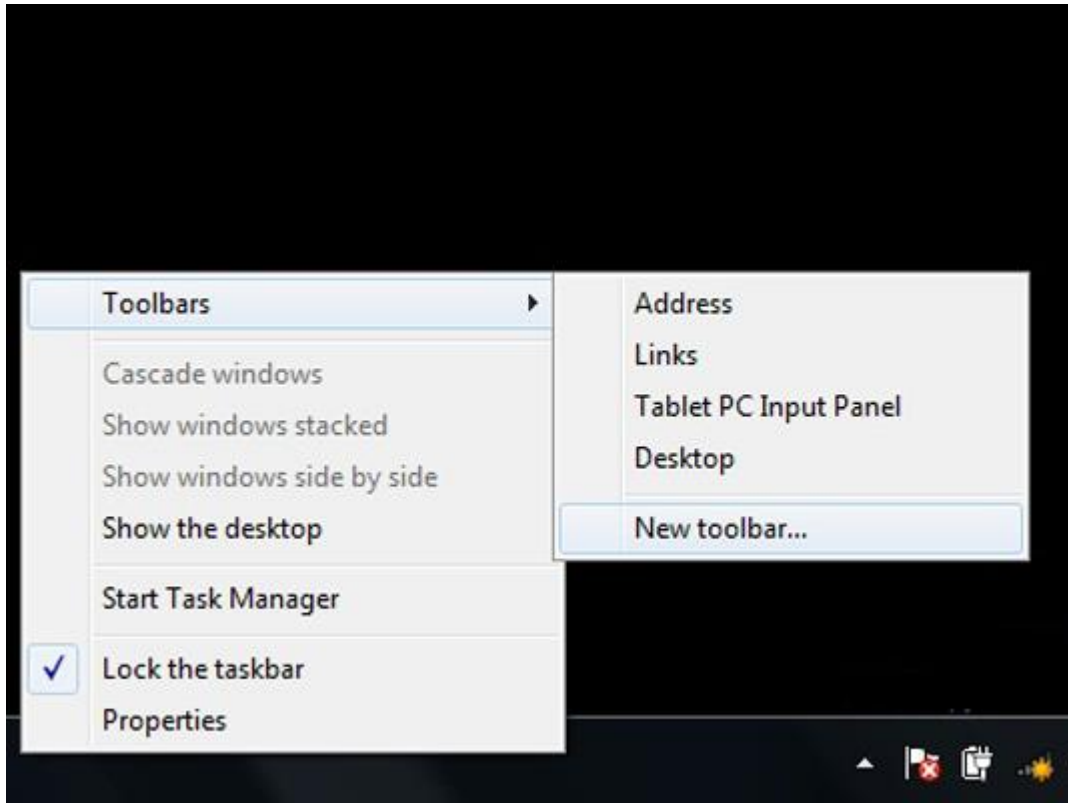 Toolbars
Cascade windows
Show windows stacked
Show windows side by side
Show the desktop
Start Task Manager
Lock the taskbar
Properties
Address
Links
Tablet PC Input Panel
Desktop
New toolbar...